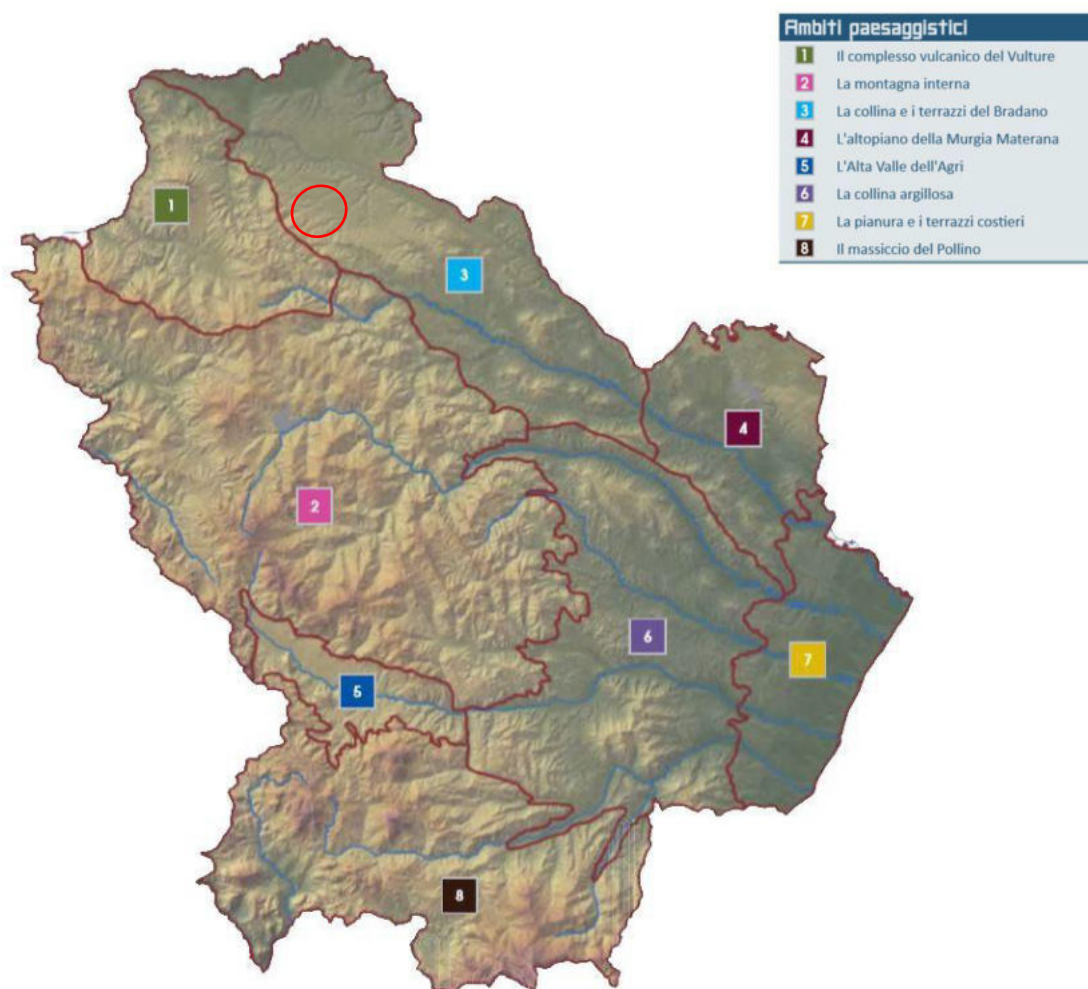 Ambiti paesaggistici
1 Il complesso vulcanico del Vulture
2 La montagna interna
3 La collina e i terrazzi del Bradano
4 L'altopiano della Murgia Materana
5 L'Alta Valle dell'Agri
6 La collina argillosa
7 La pianura e i terrazzi costieri
8 Il massiccio del Pollino
1
3
4
2
6
7
5
8